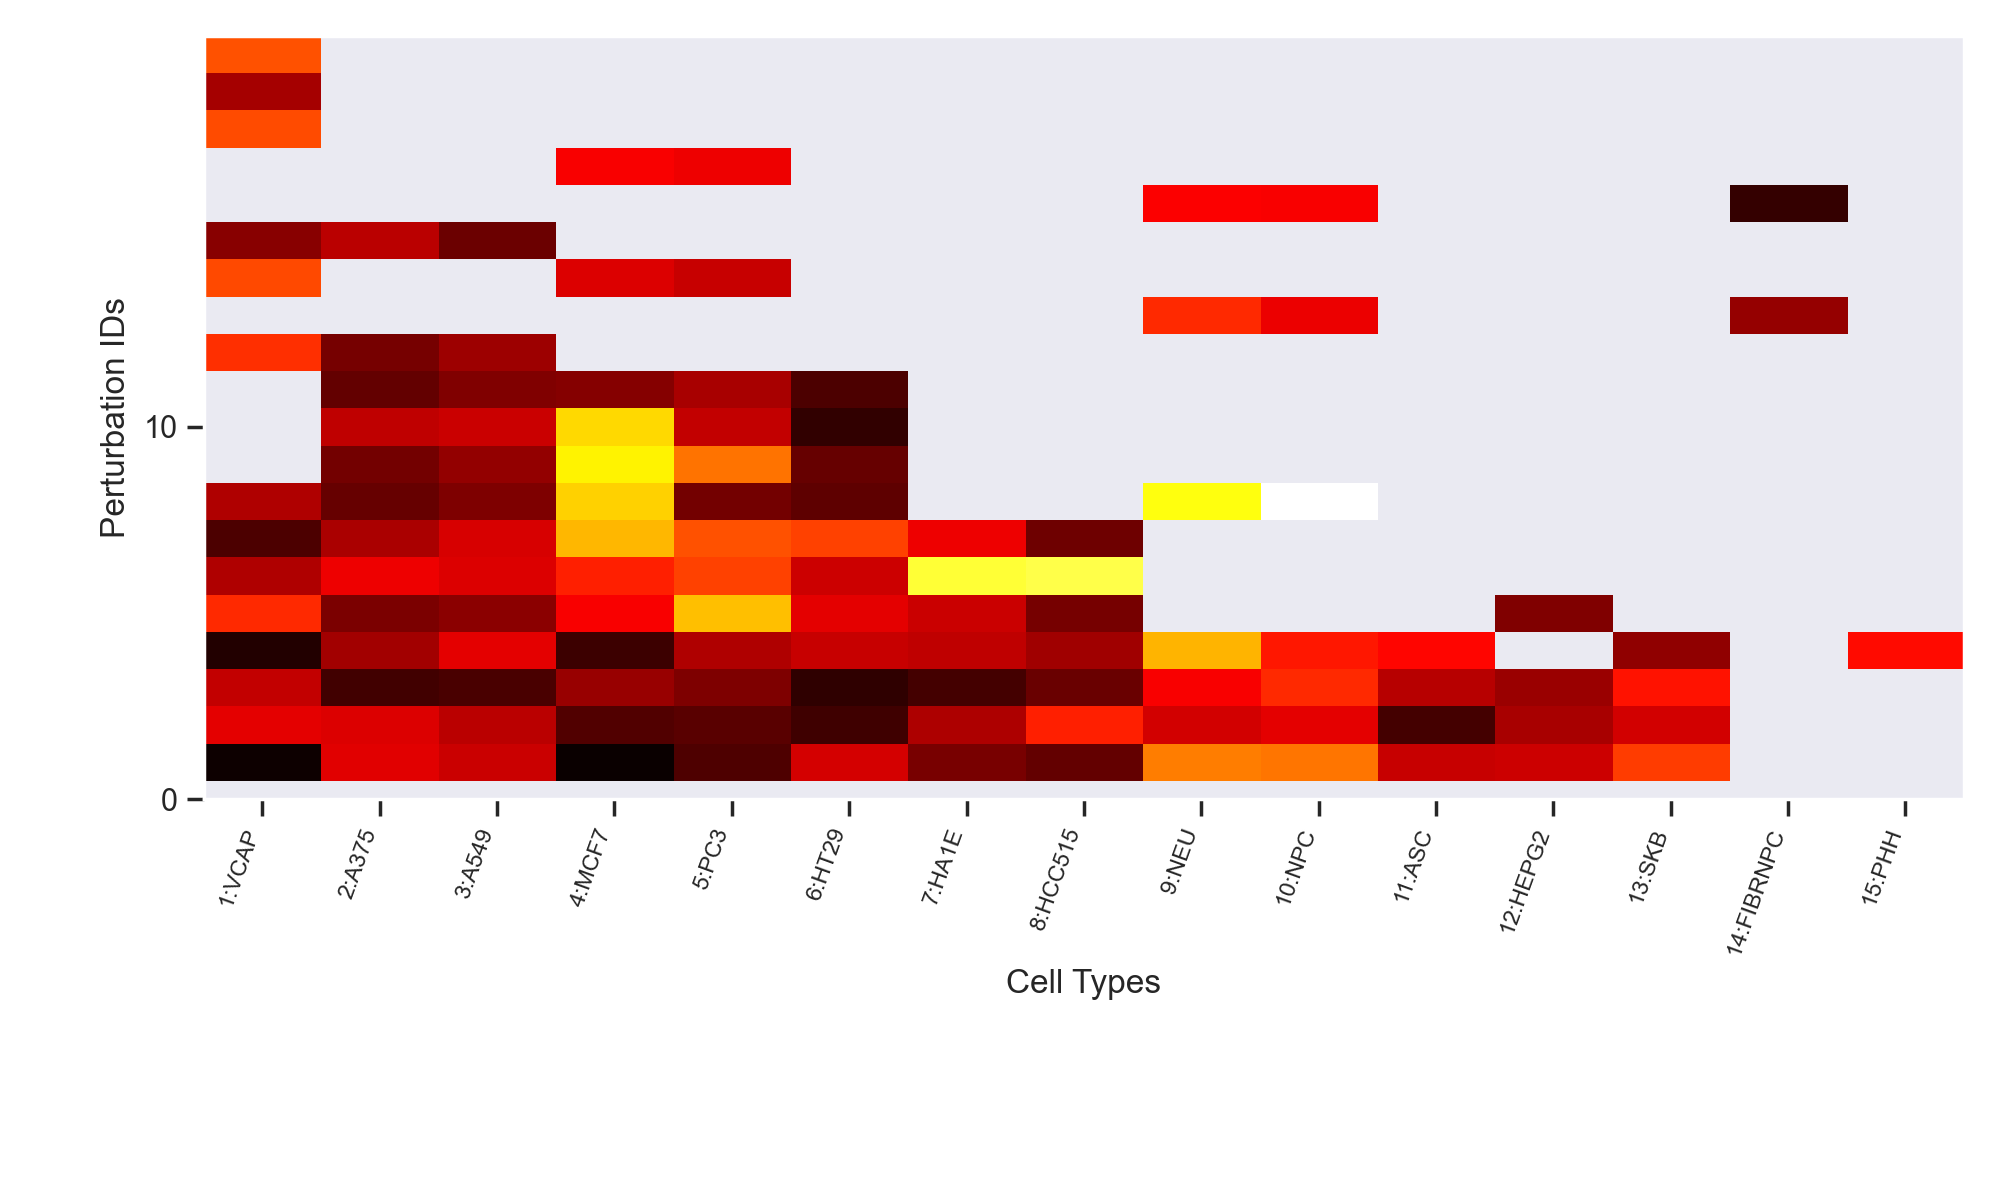 Perturbation IDs
10
0
1:VCAP
2:A375
3:A549
4:MCF7
5:PC3
6:HT29
7:HA1E
8:HCC515
9:NEU
10:NPC
11:ASC
12:HEPG2
13:SKB
14:FIBRNPC
15:PHH
Cell Types